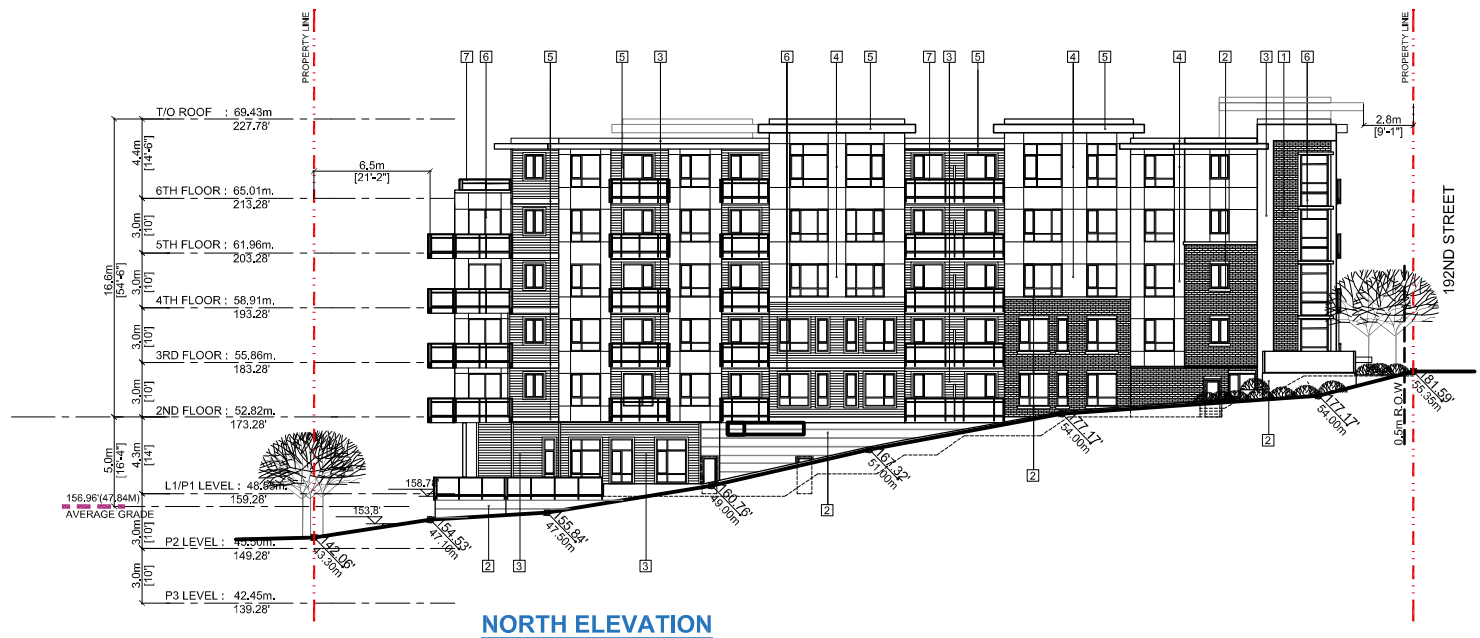 PROPERTY LINE
PROPERTY LINE
7 6 5 5 3 6 4 5 7 3 5 4 5 4 2 3 1 6
T/O ROOF : 69.43m
227.78'
4.4m
[14'-6"]
6.5m
[21'-2"]
2.8m
[9'-1"]
6TH FLOOR : 65.01m.
213.28'
3.0m
[10']
5TH FLOOR : 61.96m.
203.28'
16.6m
[54'-6"]
3.0m
[10']
4TH FLOOR : 58.91m.
193.28'
3.0m
[10']
3RD FLOOR : 55.86m.
183.28'
3.0m
[10']
2ND FLOOR : 52.82m.
173.28'
5.0m
[16'-4"]
4.3m
[14']
L1/P1 LEVEL :
159.28'
156.96'(47.84M)
AVERAGE GRADE
3.0m
[10']
P2 LEVEL :
149.28'
3.0m
[10']
P3 LEVEL : 42.45m.
139.28'
158.78
153.8'
142.06'
43.30m
154.53'
47.10m
155.84'
47.50m
160.76'
49.00m
167.32'
51.00m
177.17'
54.00m
177.17'
54.00m
181.59'
55.35m
0.5m R.O.W
192ND STREET
2
2
2
2 3 3
NORTH ELEVATION